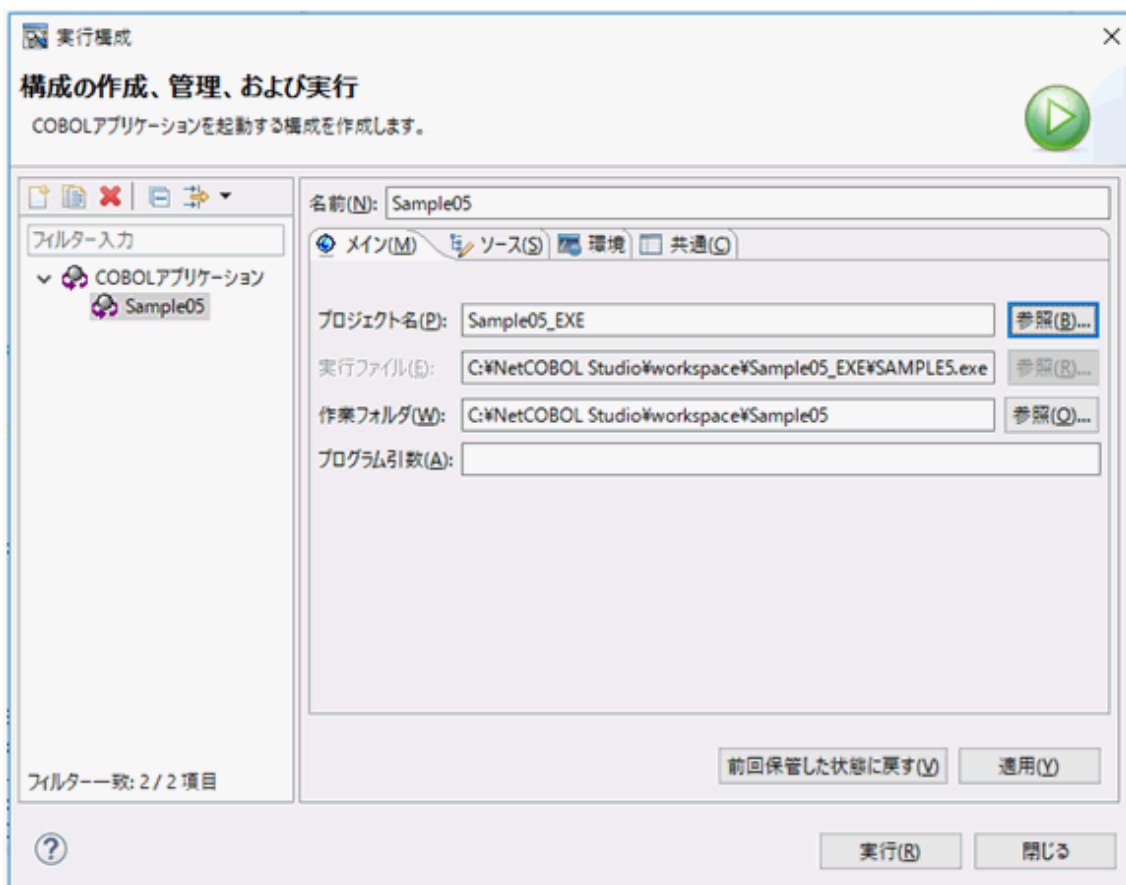 実行構成
構成の作成、管理、および実行
COBOLアプリケーションを起動する構成を作成します。
フィルター入力
COBOLアプリケーション
Sample05
フィルター一致: 2 / 2 項目
名前(N): Sample05
メイン(M) ソース(S) 環境 共通(C)
プロジェクト名(P): Sample05_EXE 参照(B)...
実行ファイル(E): C:¥NetCOBOL Studio¥workspace¥Sample05_EXE¥SAMPLE5.exe 参照(R)...
作業フォルダ(W): C:¥NetCOBOL Studio¥workspace¥Sample05 参照(O)...
プログラム引数(A):
前回保管した状態に戻す(V) 適用(Y)
実行(R) 閉じる